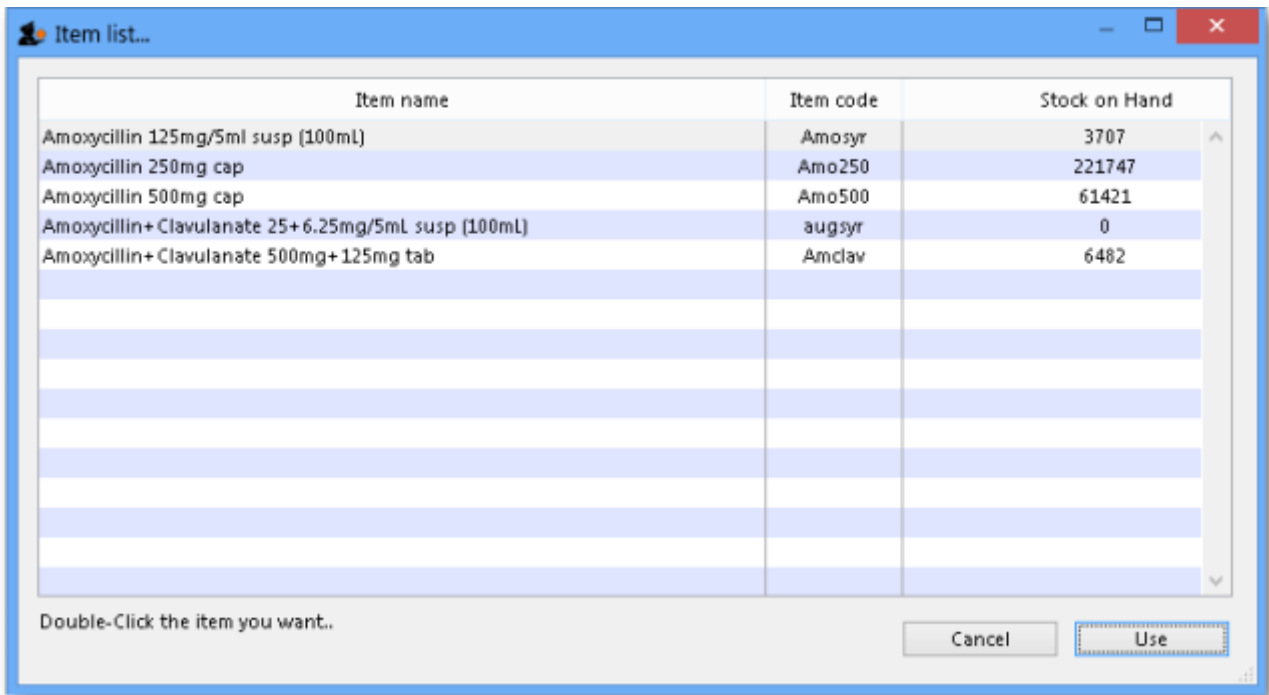 Item list...
Item name Item code Stock on Hand
Amoxycillin 125mg/5ml susp (100mL) Amosyr 3707
Amoxycillin 250mg cap Amo250 221747
Amoxycillin 500mg cap Amo500 61421
Amoxycillin+Clavulanate 25+6.25mg/5mL susp (100mL) augsyr 0
Amoxycillin+Clavulanate 500mg+125mg tab Amclav 6482
Double-Click the item you want..
Cancel Use